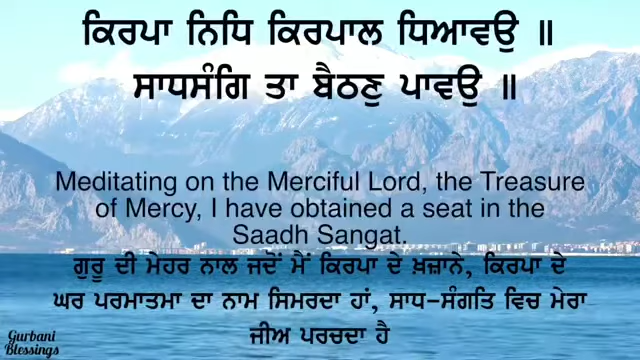 ਕਿਰਪਾ ਨਿਧਿ ਕਿਰਪਾਲ ਧਿਆਵਉ ॥
ਸਾਧਸੰਗਿ ਤਾ ਬੈਠਣੁ ਪਾਵਉ ॥
Meditating on the Merciful Lord, the Treasure
of Mercy, I have obtained a seat in the
Saadh Sangat.
ਗੁਰੂ ਦੀ ਮੇਹਰ ਨਾਲ ਜਦੋਂ ਮੈਂ ਕਿਰਪਾ ਦੇ ਖ਼ਜ਼ਾਨੇ, ਕਿਰਪਾ ਦੇ
ਘਰ ਪਰਮਾਤਮਾ ਦਾ ਨਾਮ ਸਿਮਰਦਾ ਹਾਂ, ਸਾਧ-ਸੰਗਤਿ ਵਿਚ ਮੇਰਾ
ਜੀਅ ਪਰਚਦਾ ਹੈ
Gurbani
Blessings